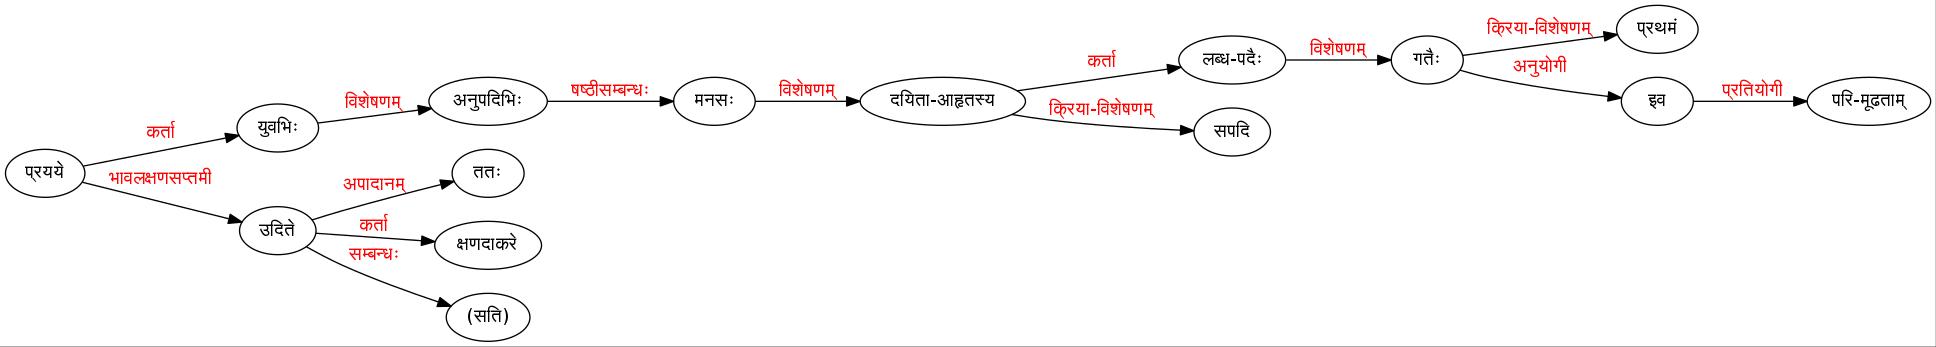 प्रथमं
क्रिया-विशेषणम्
कर्ता
लब्ध-पदैः
विशेषणम्
गतैः
अनुयोगी
विशेषणम्
अनुपदिभिः
षष्ठीसम्बन्धः
मनसः
विशेषणम्
दयिता-आहृतस्य
क्रिया-विशेषणम्
सपदि
इव
प्रतियोगी
परि-मूढताम्
कर्ता
युवभिः
प्रयये
भावलक्षणसप्तमी
अपादानम्
ततः
उदिते
कर्ता
क्षणदाकरे
सम्बन्धः
(सति)